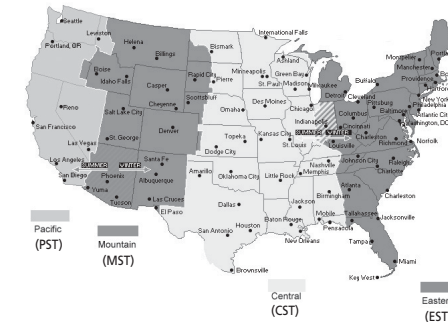 Seattle
Portland, OR
Lewiston
Helena
Billings
Boise
Idaho Falls
Casper
Cheyenne
Reno
Salt Lake City
San Francisco
Denver
St. George
Las Vegas
Los Angeles
SUMMER
WINTER
San Diego
Phoenix
Yuma
Tucson
Santa Fe
Albuquerque
Las Cruces
El Paso
International Falls
Bismark
Rapid City
Pierre
Scottsbluff
Minneapolis
St. Paul
Ashland
Green Bay
Madison
Milwaukee
Des Moines
Omaha
Chicago
Topeka
Kansas City
St. Louis
Dodge City
Amarillo
Oklahoma City
Little Rock
Dallas
San Antonio
Houston
Brownsville
Jackson
Baton Rouge
New Orleans
Mobile
Birmingham
Nashville
Memphis
Pensacola
Indianapolis
SUMMER
WINTER
Louisville
Detroit
Cleveland
Columbus
Cincinnati
Buffalo
Pittsburg
Montpelier
Manchester
Providence
New York
Philadelphia
Atlantic City
Baltimore
Washington, DC
Charleston
Richmond
Norfolk
Johnson City
Raleigh
Charlotte
Atlanta
Charleston
Tallahassee
Jacksonville
Tampa
Miami
Key West
Pacific
(PST)
Mountain
(MST)
Central
(CST)